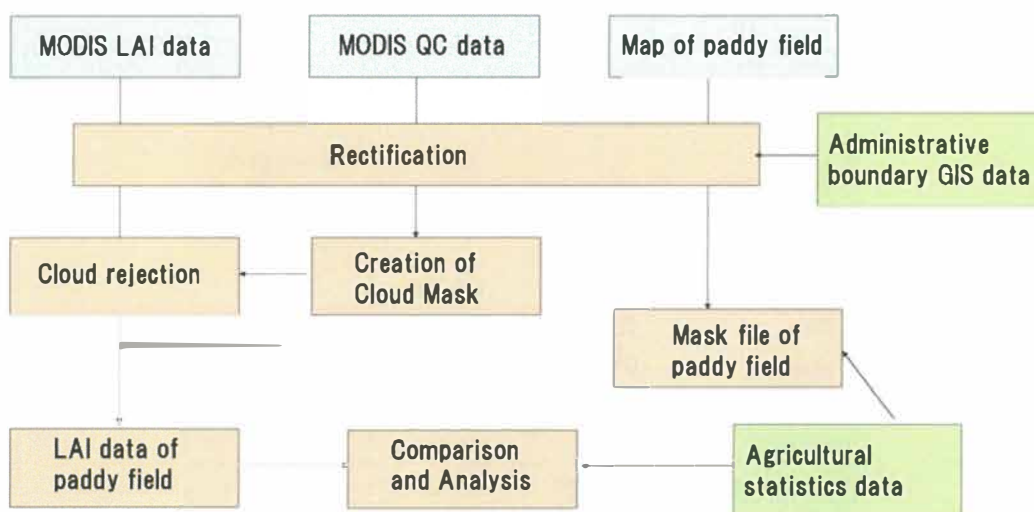 MODIS LAI data
MODIS QC data
Map of paddy field
Rectification
Administrative
boundary GIS data
Cloud rejection
Creation of
Cloud Mask
Mask file of
paddy field
LAI data of
paddy field
Comparison
and Analysis
Agricultural
statistics data